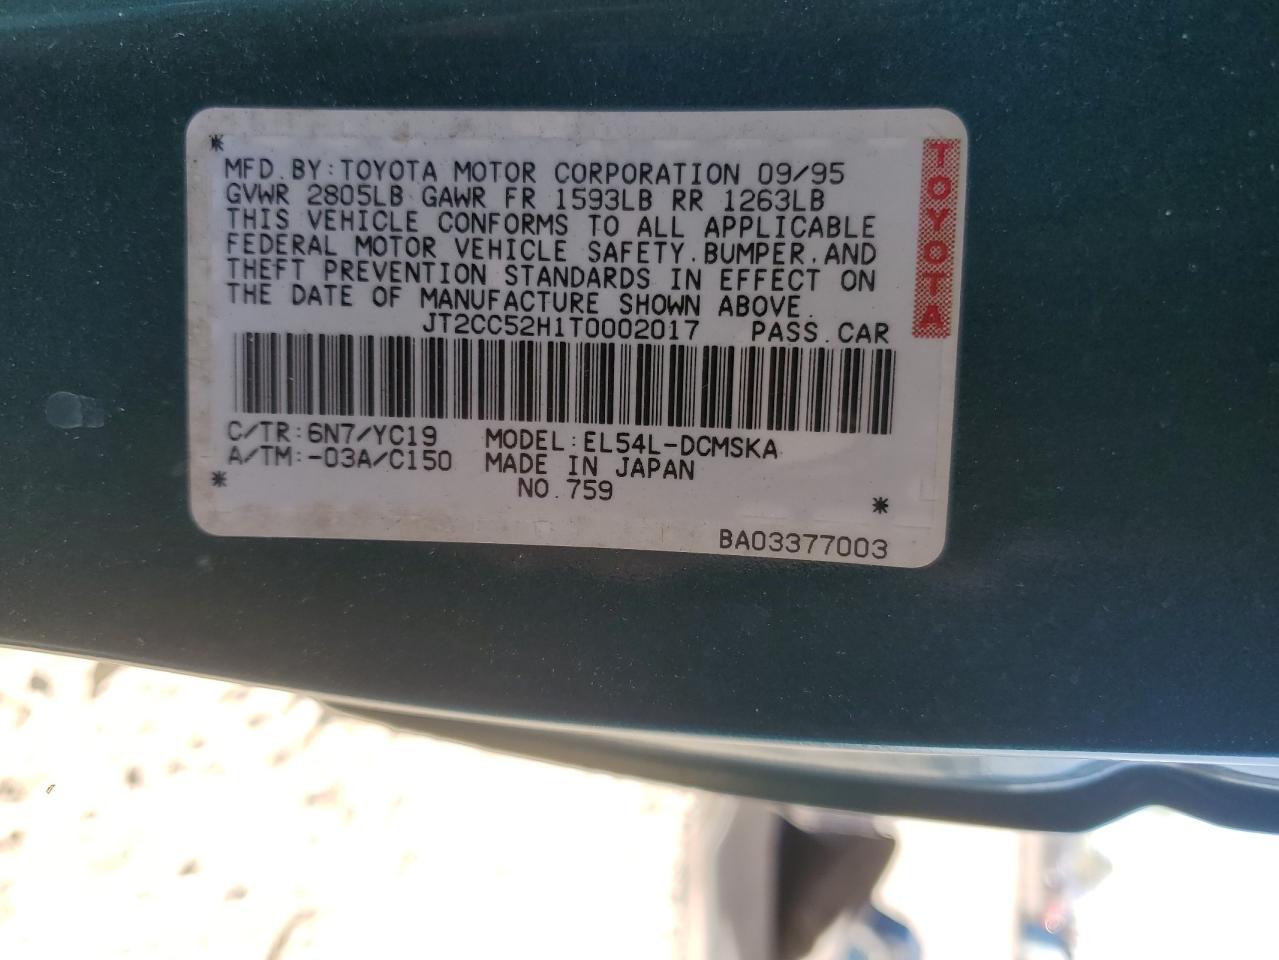 *
MFD.BY:TOYOTA MOTOR CORPORATION 09/95
GVWR 2805LB GAWR FR 1593LB RR 1263LB
THIS VEHICLE CONFORMS TO ALL APPLICABLE
FEDERAL MOTOR VEHICLE SAFETY.BUMPER.AND
THEFT PREVENTION STANDARDS IN EFFECT ON
THE DATE OF MANUFACTURE SHOWN ABOVE.
JT2CC52H1T0002017 PASS.CAR
TOYOTA
C/TR:6N7/YC19 MODEL:EL54L-DCMSKA
A/TM:-03A/C150 MADE IN JAPAN
* NO.759 *
BA03377003